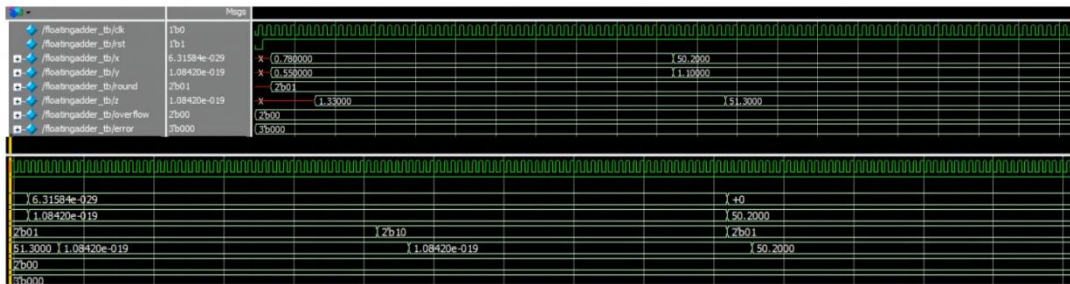 Msgs
/floatingadder_tb/clk 1'b0
/floatingadder_tb/rst 1'b1
/floatingadder_tb/x 6.31584e-029 X 0.780000 50.2000
/floatingadder_tb/y 1.08420e-019 X 0.550000 1.10000
/floatingadder_tb/round 2'b01 2'b01
/floatingadder_tb/z 1.08420e-019 X 1.33000 51.3000
/floatingadder_tb/overflow 2'b00 2'b00
/floatingadder_tb/error 3'b000 3'b000
6.31584e-029 +0
1.08420e-019 50.2000
2'b01 2'b10 2'b01
51.3000 1.08420e-019 1.08420e-019 50.2000
2'b00
3'b000